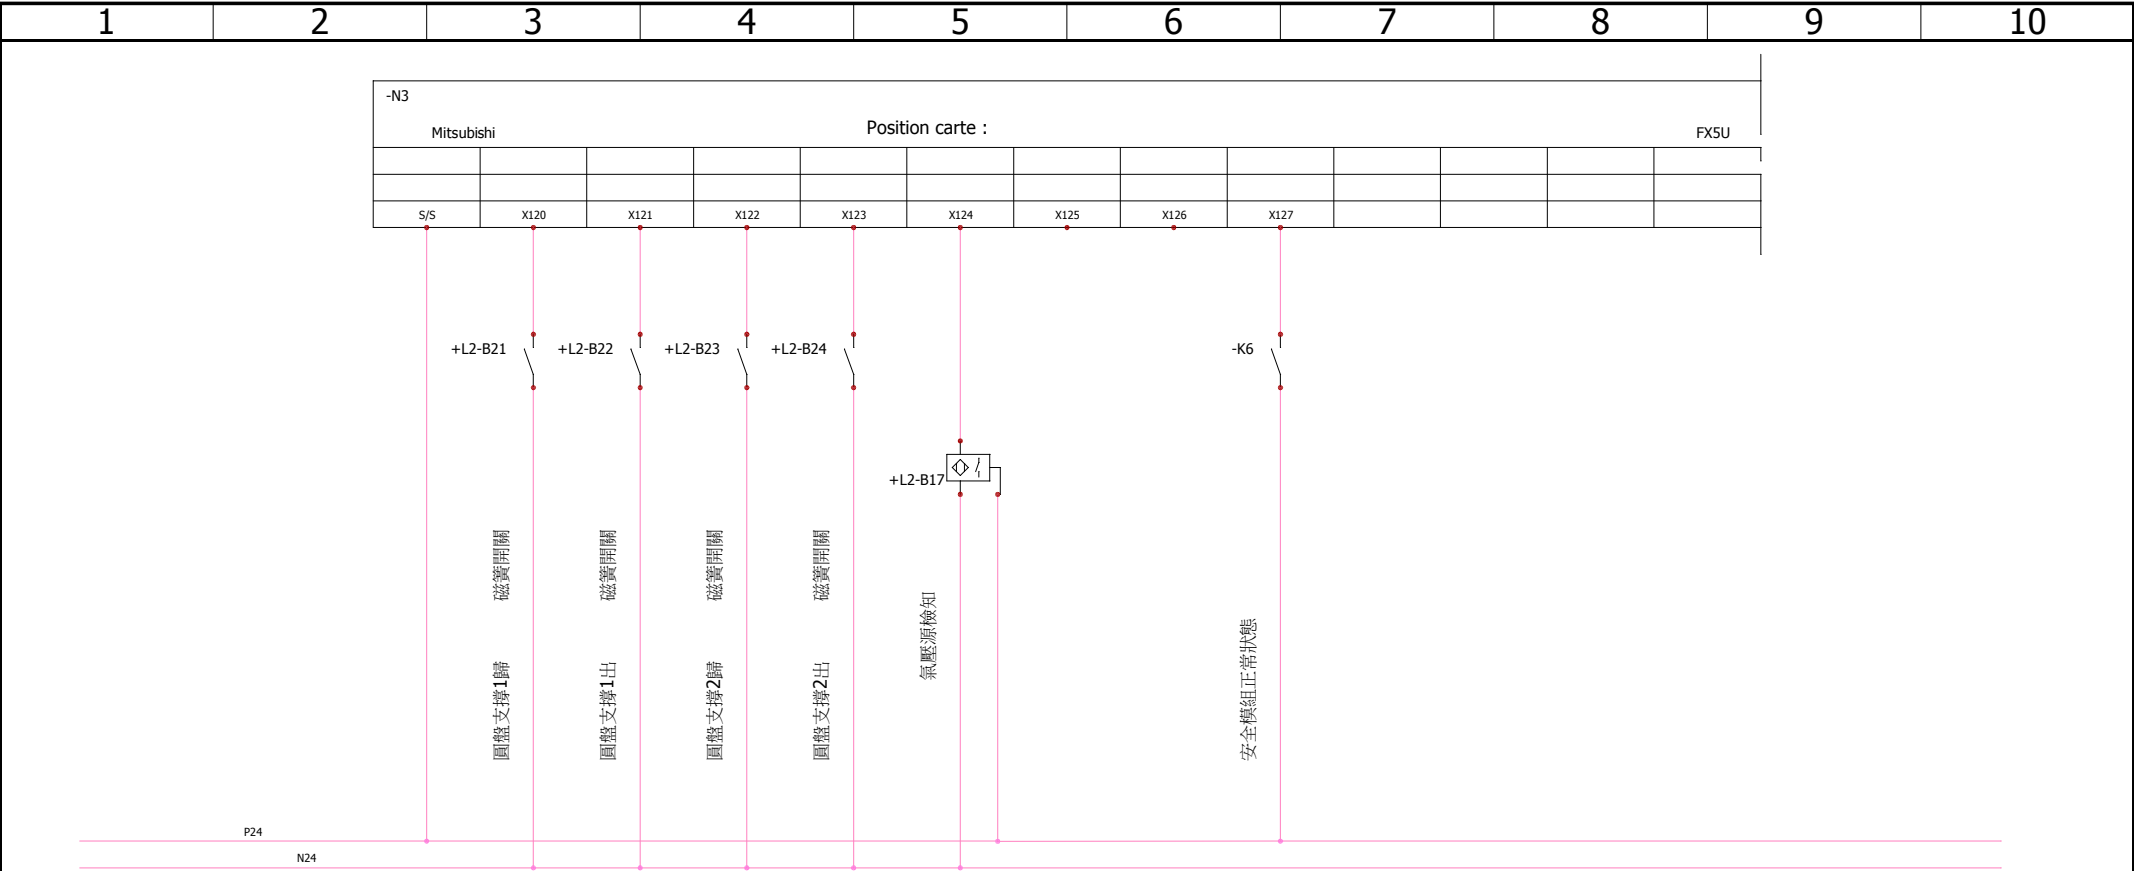 1 2 3 4 5 6 7 8 9 10
-N3
Mitsubishi Position carte : FX5U
S/S X120 X121 X122 X123 X124 X125 X126 X127
+L2-B21 +L2-B22 +L2-B23 +L2-B24 -K6
+L2-B17
圓盤支撐1歸 磁簧開關
圓盤支撐1出 磁簧開關
圓盤支撐2歸 磁簧開關
圓盤支撐2出 磁簧開關
氣壓源檢知
安全模組正常狀態
P24
N24